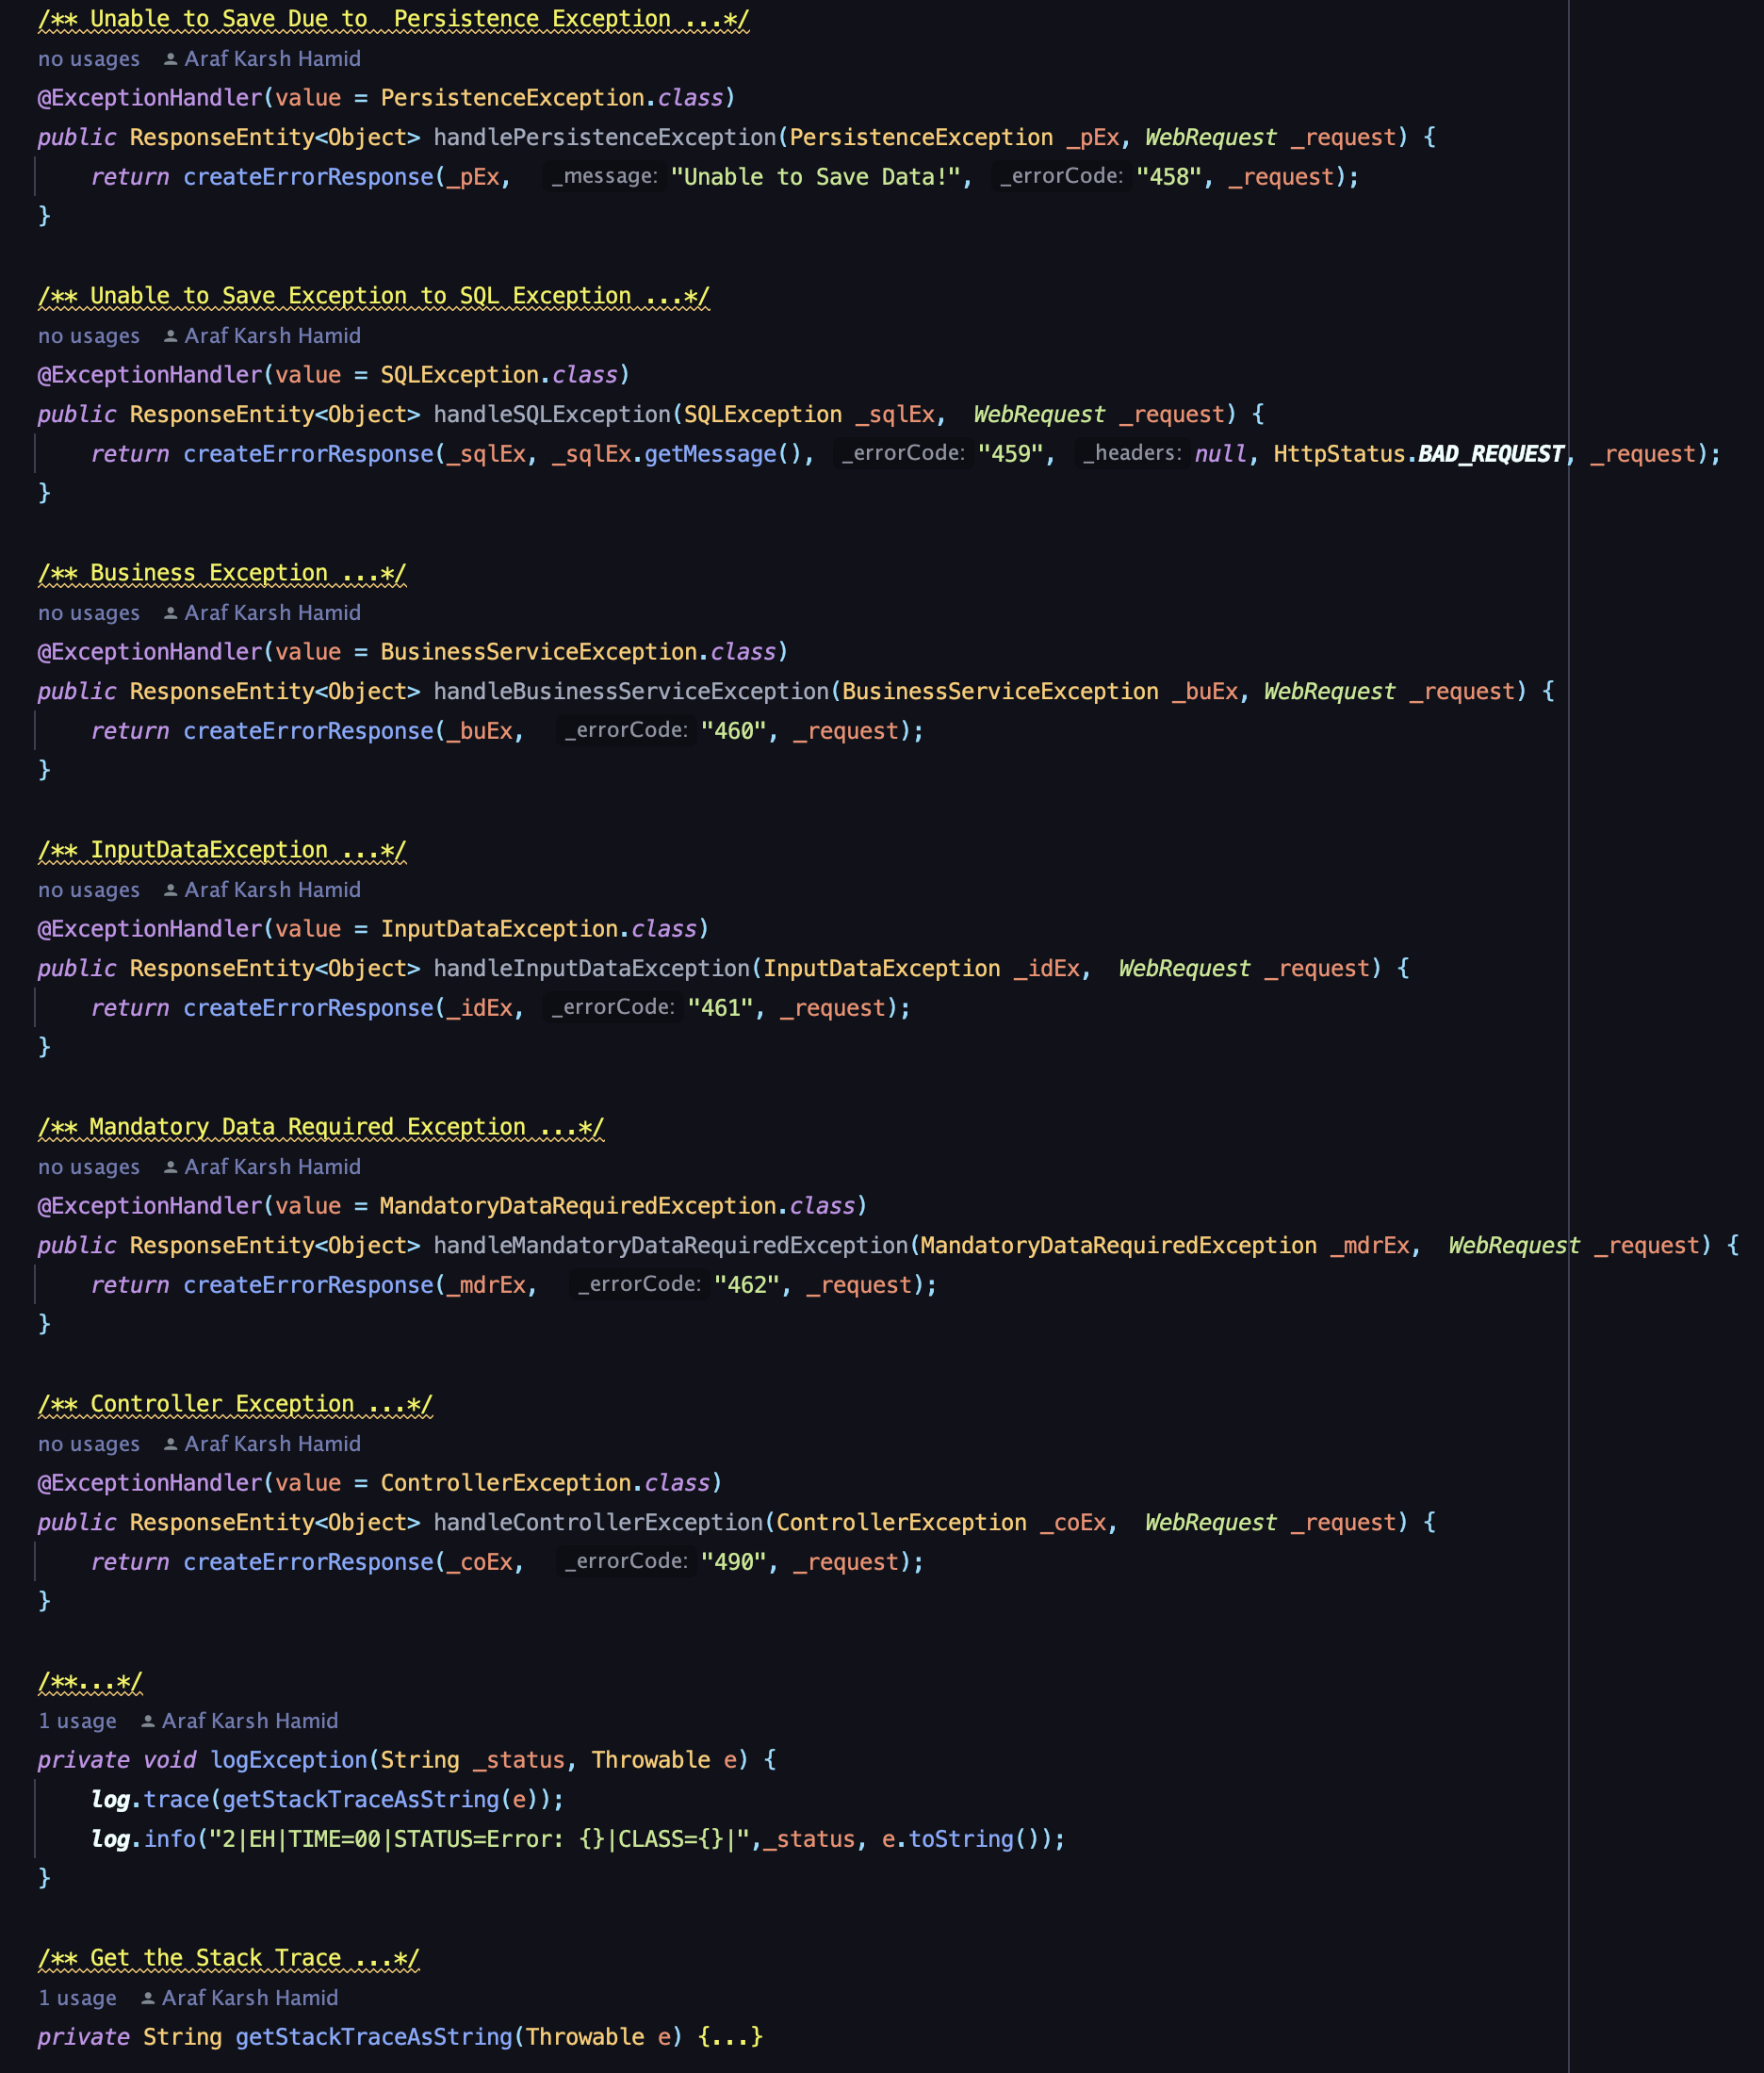 /** Unable to Save Due to  Persistence Exception ...*/
no usages  Araf Karsh Hamid
@ExceptionHandler(value = PersistenceException.class)
public ResponseEntity<Object> handlePersistenceException(PersistenceException _pEx, WebRequest _request) {
    return createErrorResponse(_pEx,  _message: "Unable to Save Data!", _errorCode: "458", _request);
}
/** Unable to Save Exception to SQL Exception ...*/
no usages  Araf Karsh Hamid
@ExceptionHandler(value = SQLException.class)
public ResponseEntity<Object> handleSQLException(SQLException _sqlEx,  WebRequest _request) {
    return createErrorResponse(_sqlEx, _sqlEx.getMessage(), _errorCode: "459", _headers: null, HttpStatus.BAD_REQUEST, _request);
}
/** Business Exception ...*/
no usages  Araf Karsh Hamid
@ExceptionHandler(value = BusinessServiceException.class)
public ResponseEntity<Object> handleBusinessServiceException(BusinessServiceException _buEx, WebRequest _request) {
    return createErrorResponse(_buEx,  _errorCode: "460", _request);
}
/** InputDataException ...*/
no usages  Araf Karsh Hamid
@ExceptionHandler(value = InputDataException.class)
public ResponseEntity<Object> handleInputDataException(InputDataException _idEx,  WebRequest _request) {
    return createErrorResponse(_idEx, _errorCode: "461", _request);
}
/** Mandatory Data Required Exception ...*/
no usages  Araf Karsh Hamid
@ExceptionHandler(value = MandatoryDataRequiredException.class)
public ResponseEntity<Object> handleMandatoryDataRequiredException(MandatoryDataRequiredException _mdrEx,  WebRequest _request) {
    return createErrorResponse(_mdrEx,  _errorCode: "462", _request);
}
/** Controller Exception ...*/
no usages  Araf Karsh Hamid
@ExceptionHandler(value = ControllerException.class)
public ResponseEntity<Object> handleControllerException(ControllerException _coEx,  WebRequest _request) {
    return createErrorResponse(_coEx,  _errorCode: "490", _request);
}
/**...*/
1 usage  Araf Karsh Hamid
private void logException(String _status, Throwable e) {
    log.trace(getStackTraceAsString(e));
    log.info("2|EH|TIME=00|STATUS=Error: {}|CLASS={}|",_status, e.toString());
}
/** Get the Stack Trace ...*/
1 usage  Araf Karsh Hamid
private String getStackTraceAsString(Throwable e) {...}